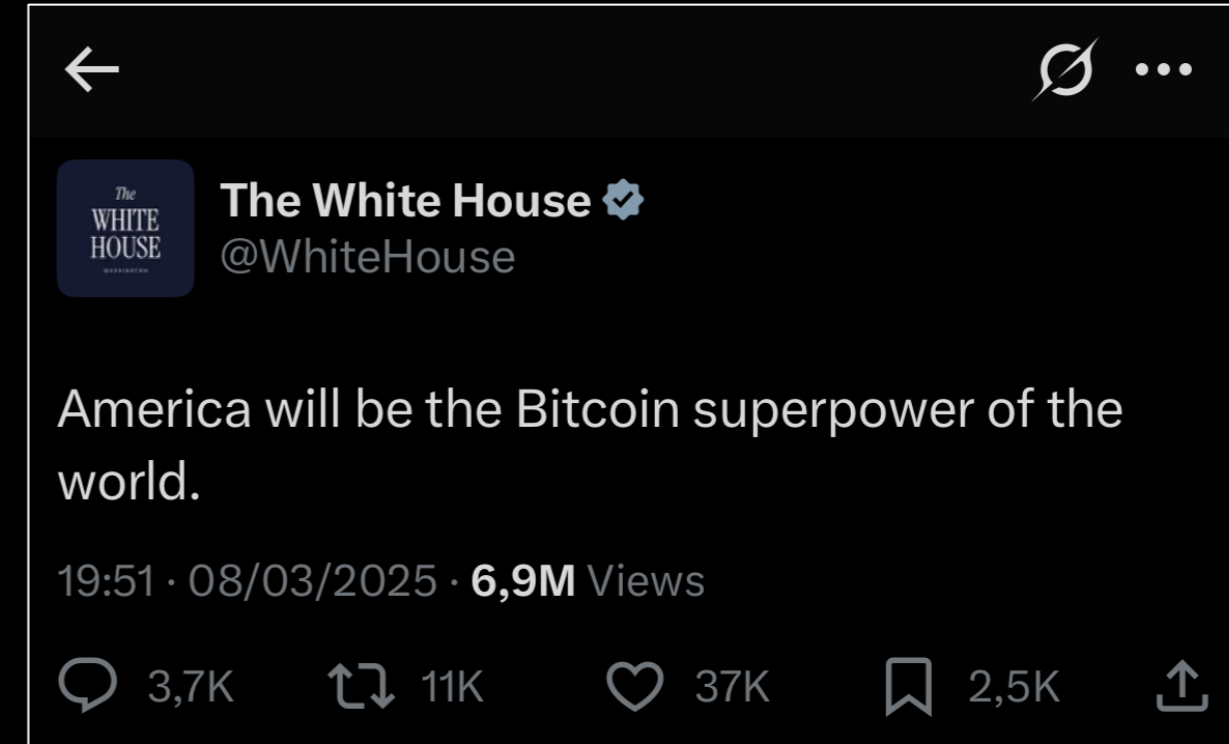 The
WHITE
HOUSE
WASHINGTON
The White House
@WhiteHouse
America will be the Bitcoin superpower of the
world.
19:51 · 08/03/2025 · 6,9M Views
3,7K 11K 37K 2,5K